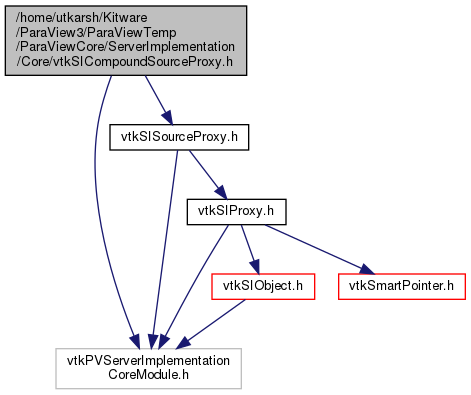 /home/utkarsh/Kitware
/ParaView3/ParaViewTemp
/ParaViewCore/ServerImplementation
/Core/vtkSICompoundSourceProxy.h
vtkSISourceProxy.h
vtkSIProxy.h
vtkSIObject.h
vtkSmartPointer.h
vtkPVServerImplementation
CoreModule.h